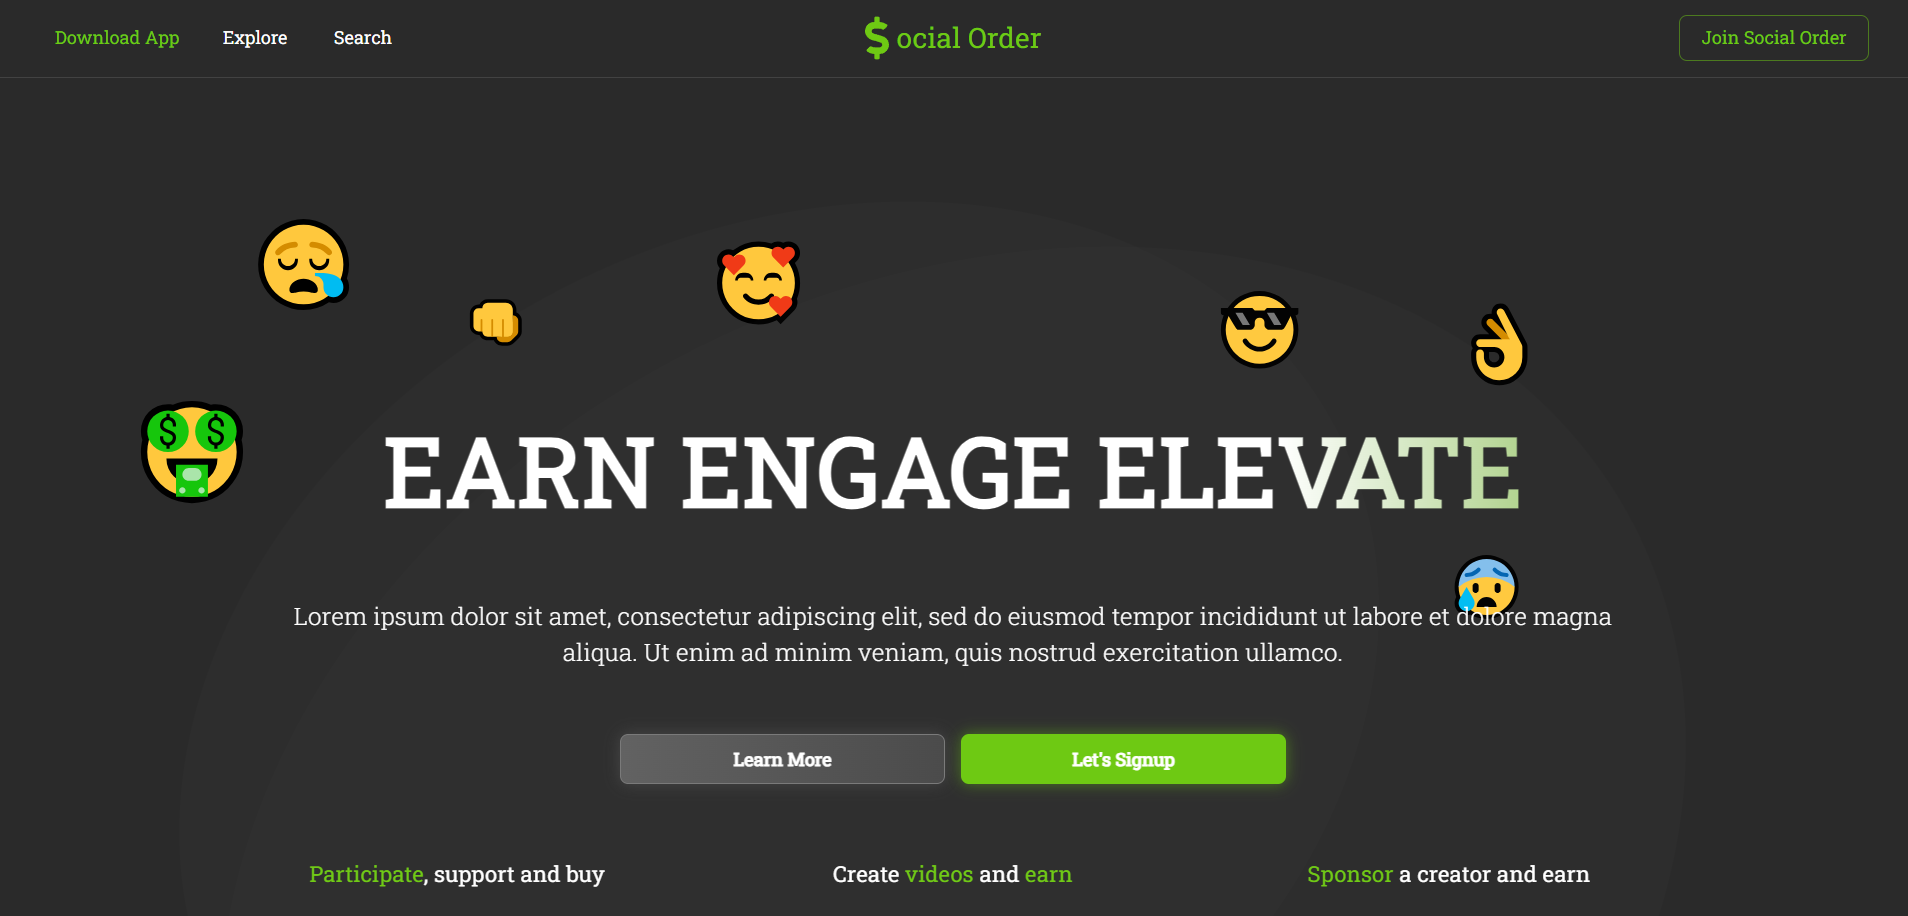 Download App
Explore
Search
$ocial Order
Join Social Order
$ $
EARN ENGAGE ELEVATE
Lorem ipsum dolor sit amet, consectetur adipiscing elit, sed do eiusmod tempor incididunt ut labore et dolore magna
aliqua. Ut enim ad minim veniam, quis nostrud exercitation ullamco.
Learn More
Let's Signup
Participate, support and buy
Create videos and earn
Sponsor a creator and earn